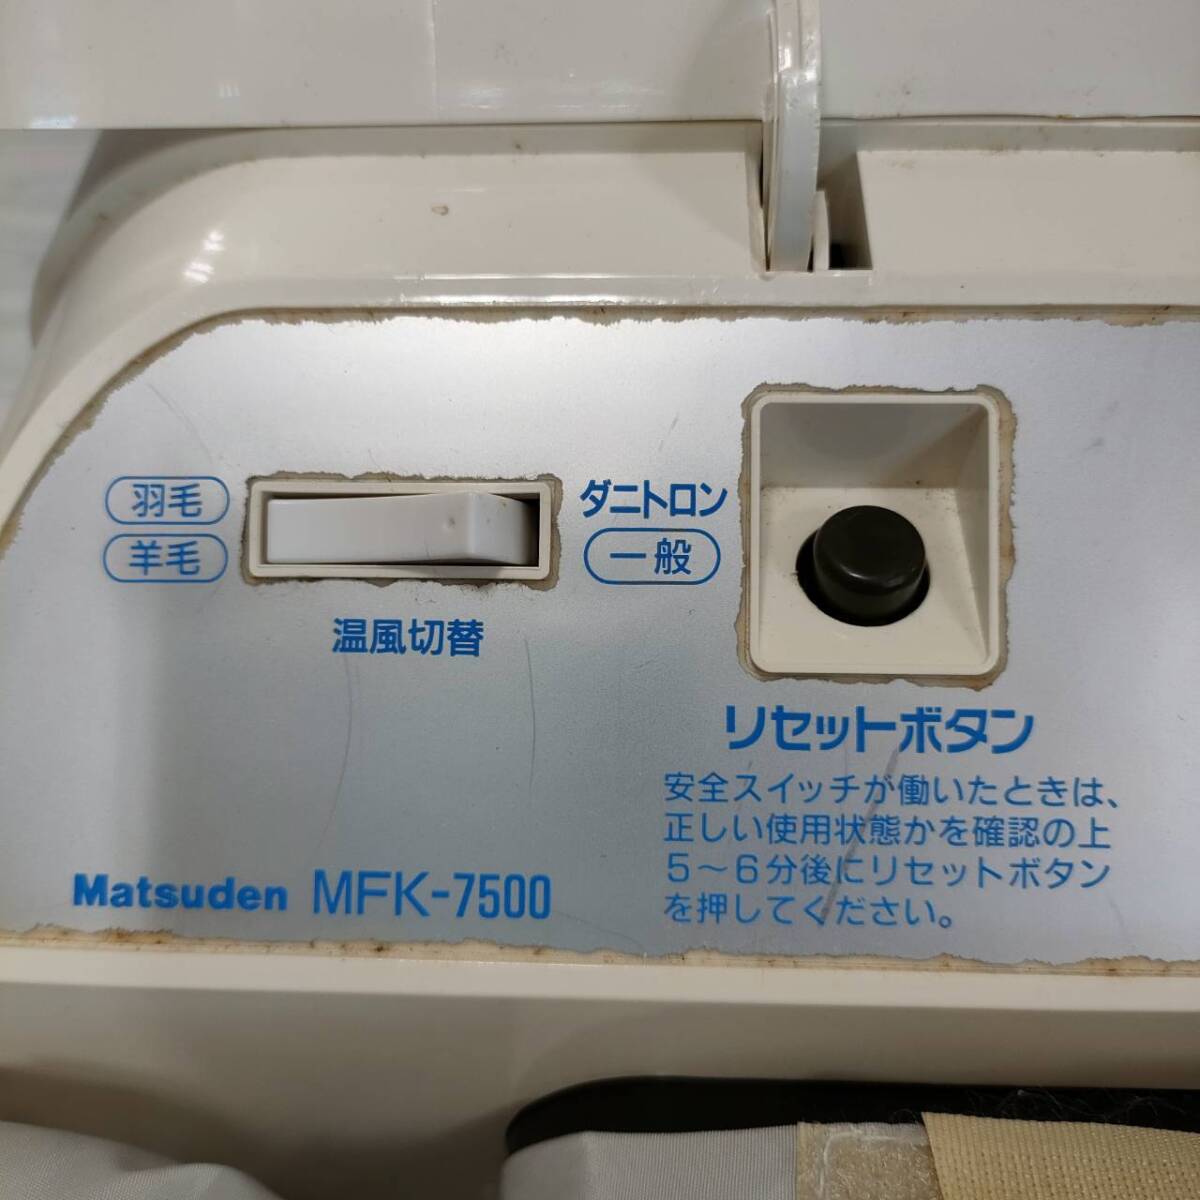 羽毛
羊毛
ダニトロン
一般
温風切替
リセットボタン
安全スイッチが働いたときは、
正しい使用状態かを確認の上
5～6分後にリセットボタン
を押してください。
Matsuden MFK-7500